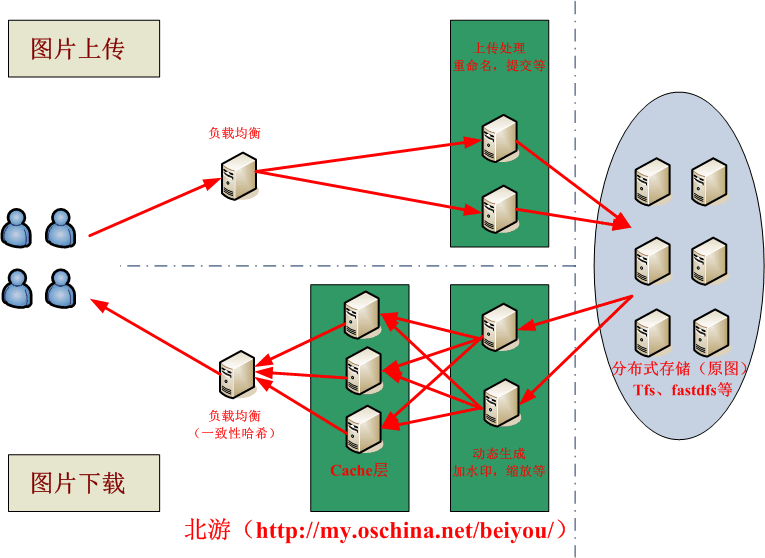 图片上传
上传处理
重命名，提交等
负载均衡
分布式存储（原图）
Tfs、fastdfs等
负载均衡
（一致性哈希）
Cache层
动态生成
加水印，缩放等
图片下载
北游（http://my.oschina.net/beiyou/）